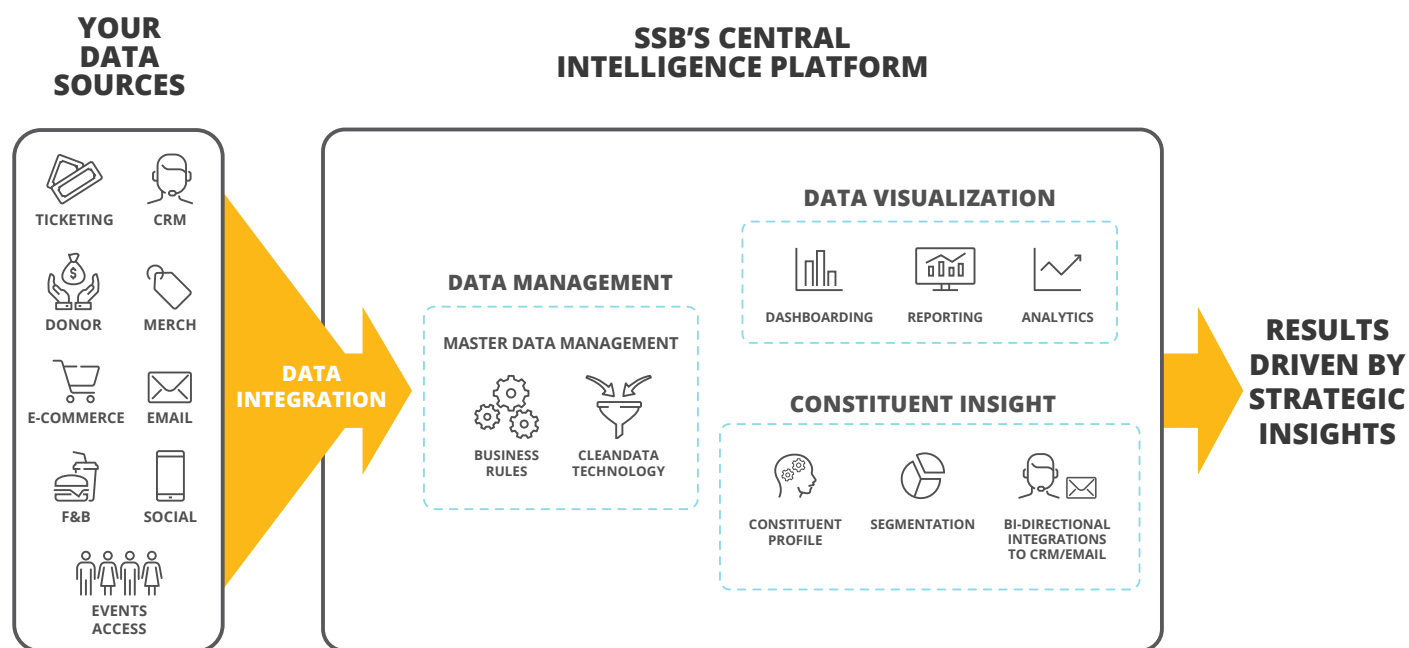 YOUR
DATA
SOURCES
TICKETING
CRM
DONOR
MERCH
E-COMMERCE
EMAIL
F&B
SOCIAL
EVENTS
ACCESS
DATA
INTEGRATION
SSB'S CENTRAL
INTELLIGENCE PLATFORM
DATA MANAGEMENT
MASTER DATA MANAGEMENT
BUSINESS
RULES
CLEANDATA
TECHNOLOGY
DATA VISUALIZATION
DASHBOARDING
REPORTING
ANALYTICS
CONSTITUENT INSIGHT
CONSTITUENT
PROFILE
SEGMENTATION
BI-DIRECTIONAL
INTEGRATIONS
TO CRM/EMAIL
RESULTS
DRIVEN BY
STRATEGIC
INSIGHTS